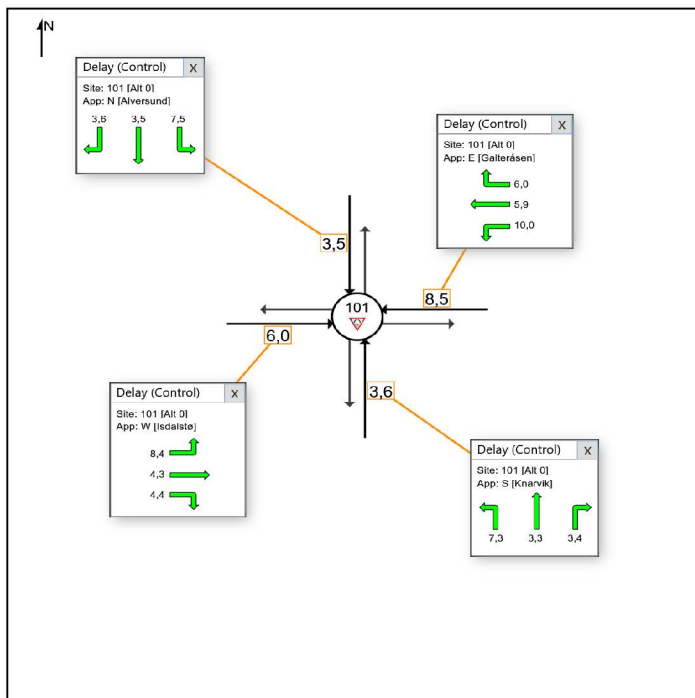 N
Delay (Control) X
Site: 101 [Alt 0]
App: N [Alversund]
3,6 3,5 7,5
Delay (Control) X
Site: 101 [Alt 0]
App: E [Galteråsen]
6,0
5,9
10,0
3,5
101
8,5
6,0
3,6
Delay (Control) X
Site: 101 [Alt 0]
App: W [Isdalstø]
8,4
4,3
4,4
Delay (Control) X
Site: 101 [Alt 0]
App: S [Knarvik]
7,3 3,3 3,4